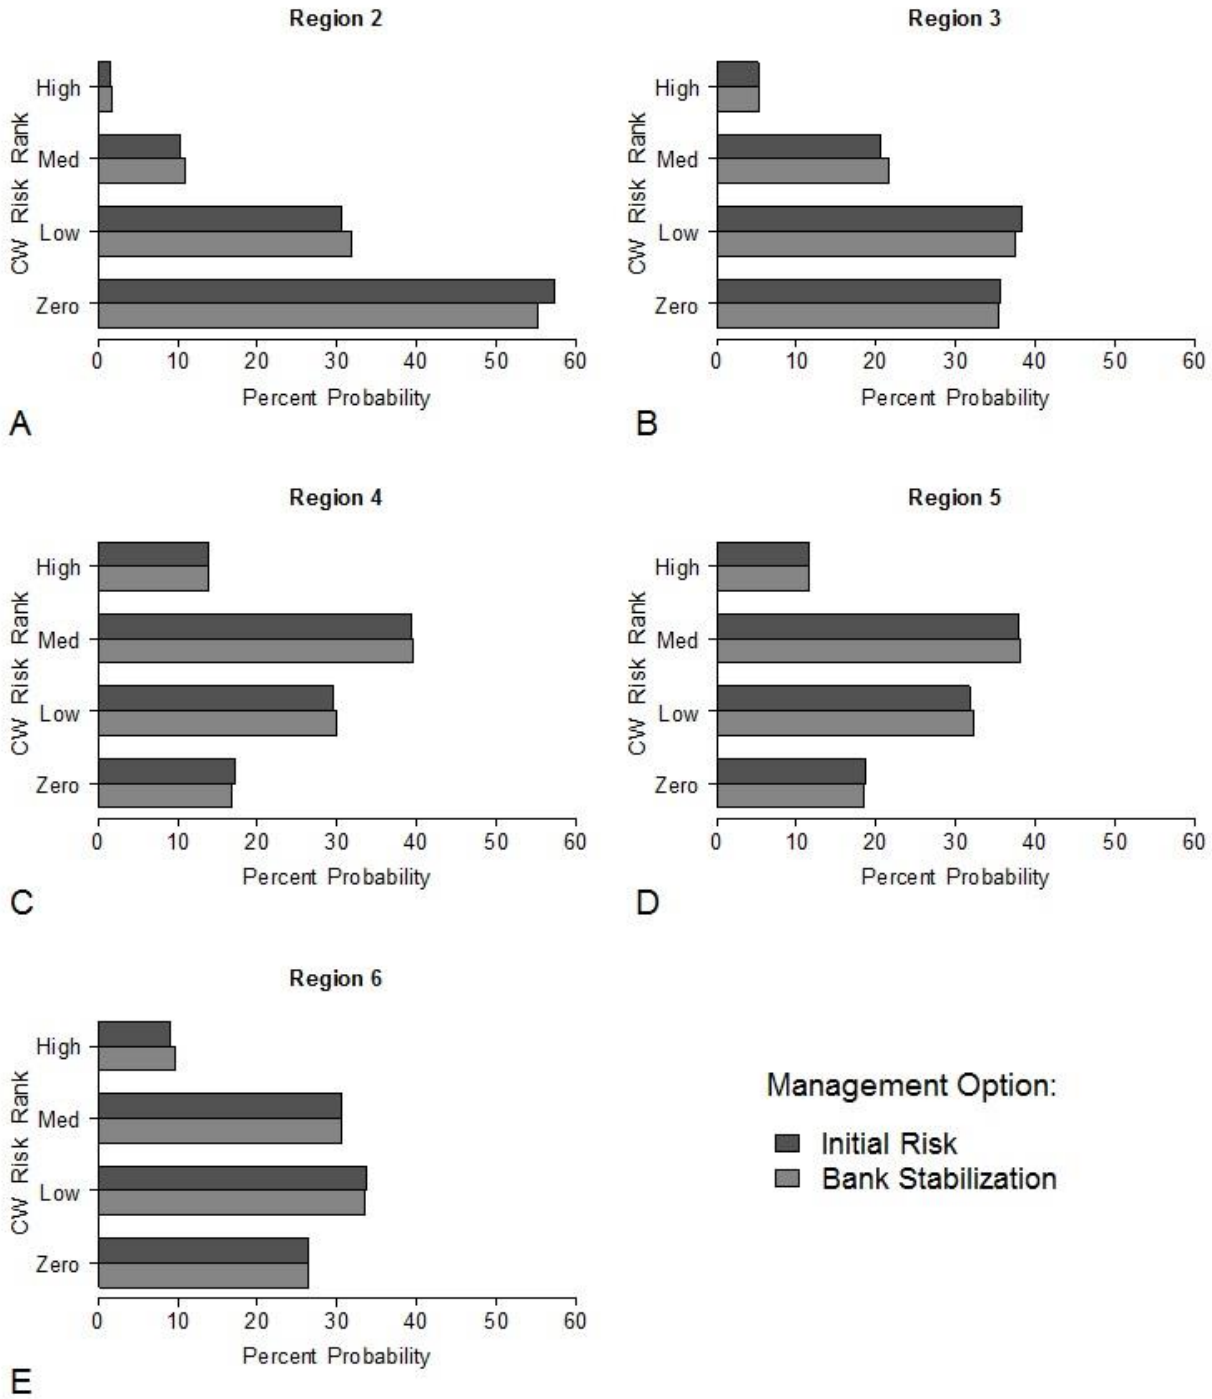 Region 2
CW Risk Rank
High
Med
Low
Zero
0 10 20 30 40 50 60
Percent Probability
A
Region 3
CW Risk Rank
High
Med
Low
Zero
0 10 20 30 40 50 60
Percent Probability
B
Region 4
CW Risk Rank
High
Med
Low
Zero
0 10 20 30 40 50 60
Percent Probability
C
Region 5
CW Risk Rank
High
Med
Low
Zero
0 10 20 30 40 50 60
Percent Probability
D
Region 6
CW Risk Rank
High
Med
Low
Zero
0 10 20 30 40 50 60
Percent Probability
E
Management Option:
Initial Risk
Bank Stabilization